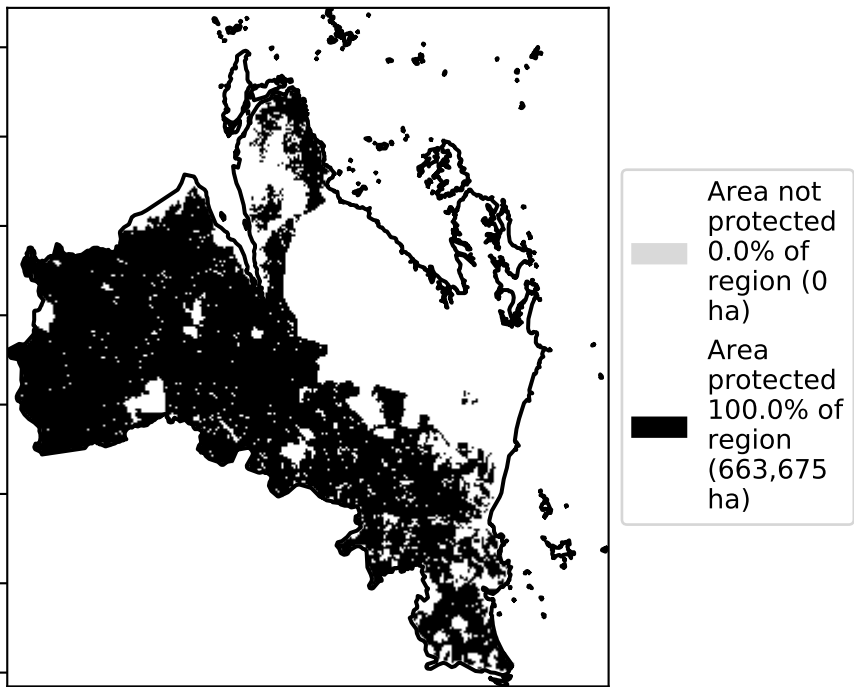 Area not
protected
0.0% of
region (0
ha)
Area
protected
100.0% of
region
(663,675
ha)